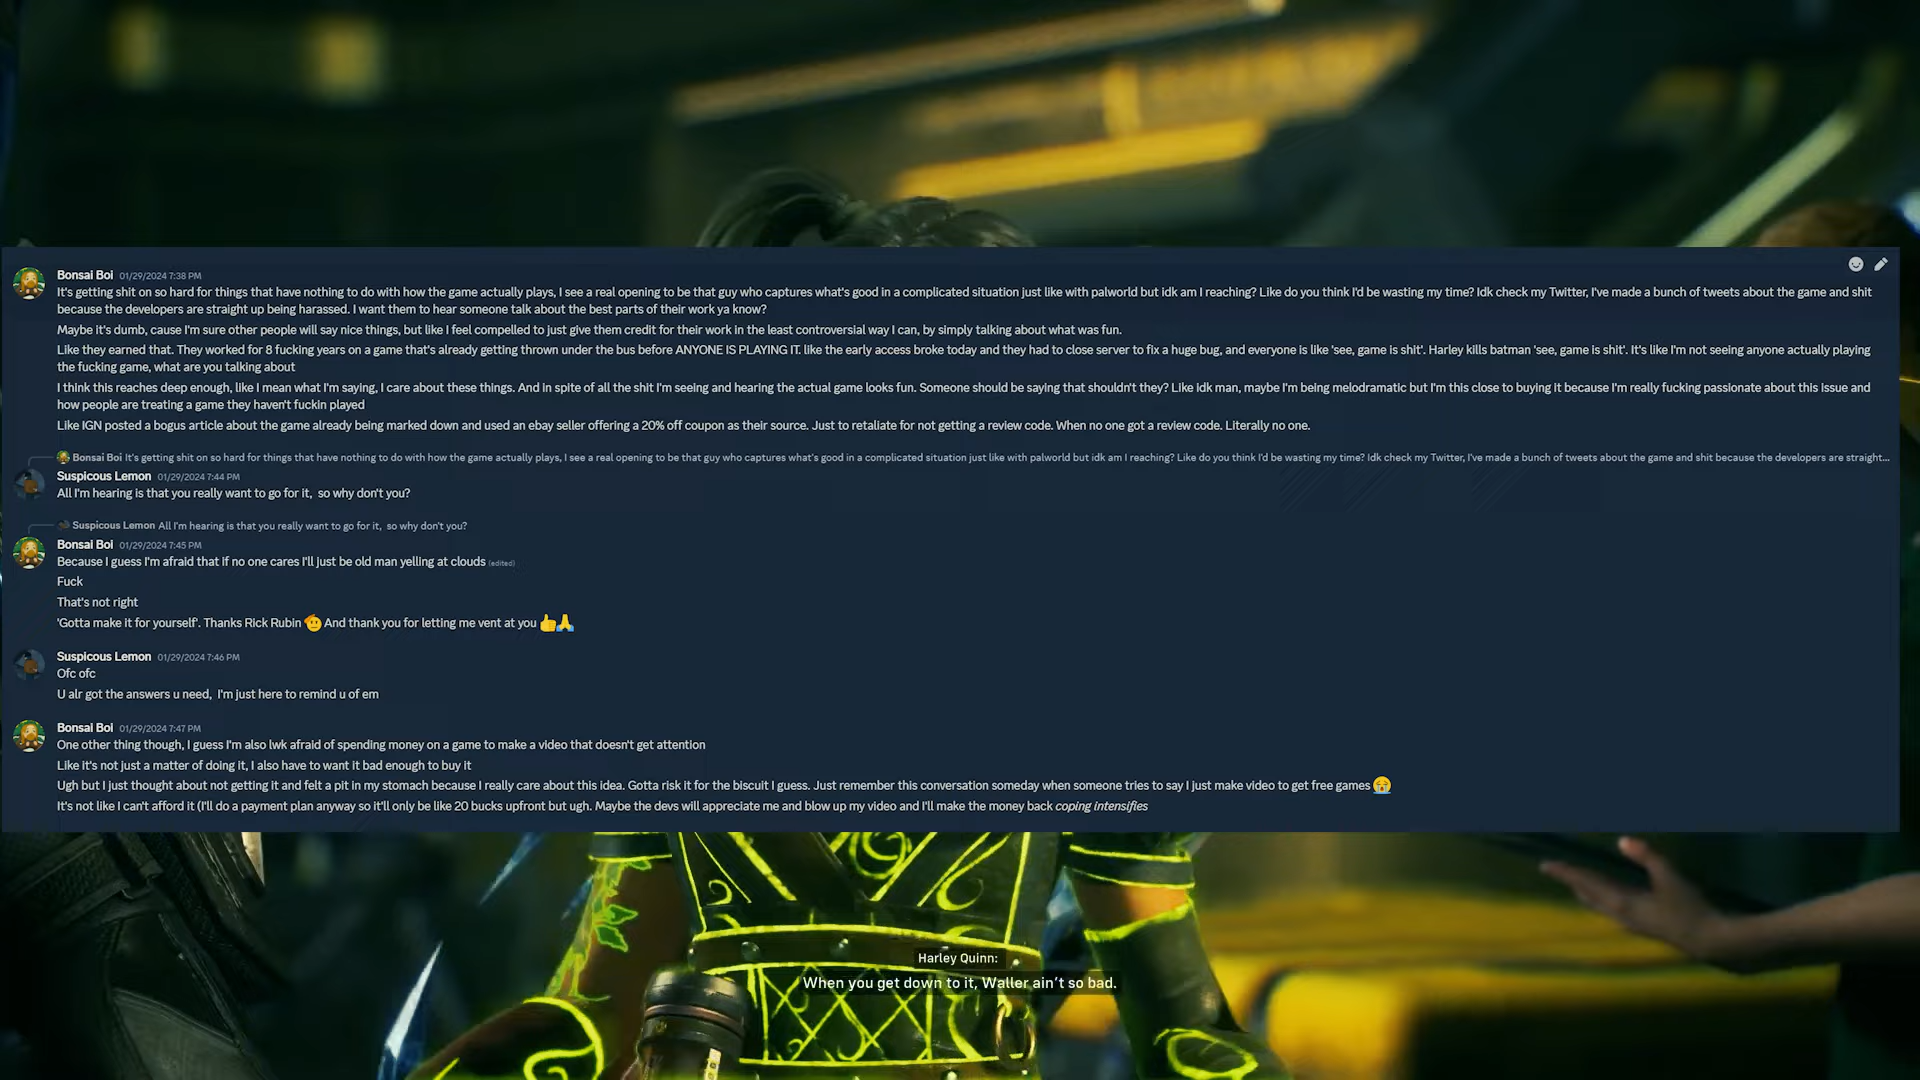 Bonsai Boi 01/29/2024 7:38 PM
It's getting shit on so hard for things that have nothing to do with how the game actually plays, I see a real opening to be that guy who captures what's good in a complicated situation just like with palworld but idk am I reaching? Like do you think I'd be wasting my time? Idk check my Twitter, I've made a bunch of tweets about the game and shit
because the developers are straight up being harassed. I want them to hear someone talk about the best parts of their work ya know?
Maybe it's dumb, cause I'm sure other people will say nice things, but like I feel compelled to just give them credit for their work in the least controversial way I can, by simply talking about what was fun.
Like they earned that. They worked for 8 fucking years on a game that's already getting thrown under the bus before ANYONE IS PLAYING IT. like the early access broke today and they had to close server to fix a huge bug, and everyone is like 'see, game is shit'. Harley kills batman 'see, game is shit'. It's like I'm not seeing anyone actually playing
the fucking game, what are you talking about
I think this reaches deep enough, like I mean what I'm saying, I care about these things. And in spite of all the shit I'm seeing and hearing the actual game looks fun. Someone should be saying that shouldn't they? Like idk man, maybe I'm being melodramatic but I'm this close to buying it because I'm really fucking passionate about this issue and
how people are treating a game they haven't fuckin played
Like IGN posted a bogus article about the game already being marked down and used an ebay seller offering a 20% off coupon as their source. Just to retaliate for not getting a review code. When no one got a review code. Literally no one.
Bonsai Boi It's getting shit on so hard for things that have nothing to do with how the game actually plays, I see a real opening to be that guy who captures what's good in a complicated situation just like with palworld but idk am I reaching? Like do you think I'd be wasting my time? Idk check my Twitter, I've made a bunch of tweets about the game and shit because the developers are straight...
Suspicous Lemon 01/29/2024 7:44 PM
All I'm hearing is that you really want to go for it, so why don't you?
Suspicous Lemon All I'm hearing is that you really want to go for it, so why don't you?
Bonsai Boi 01/29/2024 7:45 PM
Because I guess I'm afraid that if no one cares I'll just be old man yelling at clouds (edited)
Fuck
That's not right
'Gotta make it for yourself'. Thanks Rick Rubin 🫡 And thank you for letting me vent at you 👍🙏
Suspicous Lemon 01/29/2024 7:46 PM
Ofc ofc
U alr got the answers u need, I'm just here to remind u of em
Bonsai Boi 01/29/2024 7:47 PM
One other thing though, I guess I'm also lwk afraid of spending money on a game to make a video that doesn't get attention
Like it's not just a matter of doing it, I also have to want it bad enough to buy it
Ugh but I just thought about not getting it and felt a pit in my stomach because I really care about this idea. Gotta risk it for the biscuit I guess. Just remember this conversation someday when someone tries to say I just make video to get free games 😭
It's not like I can't afford it (I'll do a payment plan anyway so it'll only be like 20 bucks upfront but ugh. Maybe the devs will appreciate me and blow up my video and I'll make the money back coping intensifies
Harley Quinn:
When you get down to it, Waller ain't so bad.